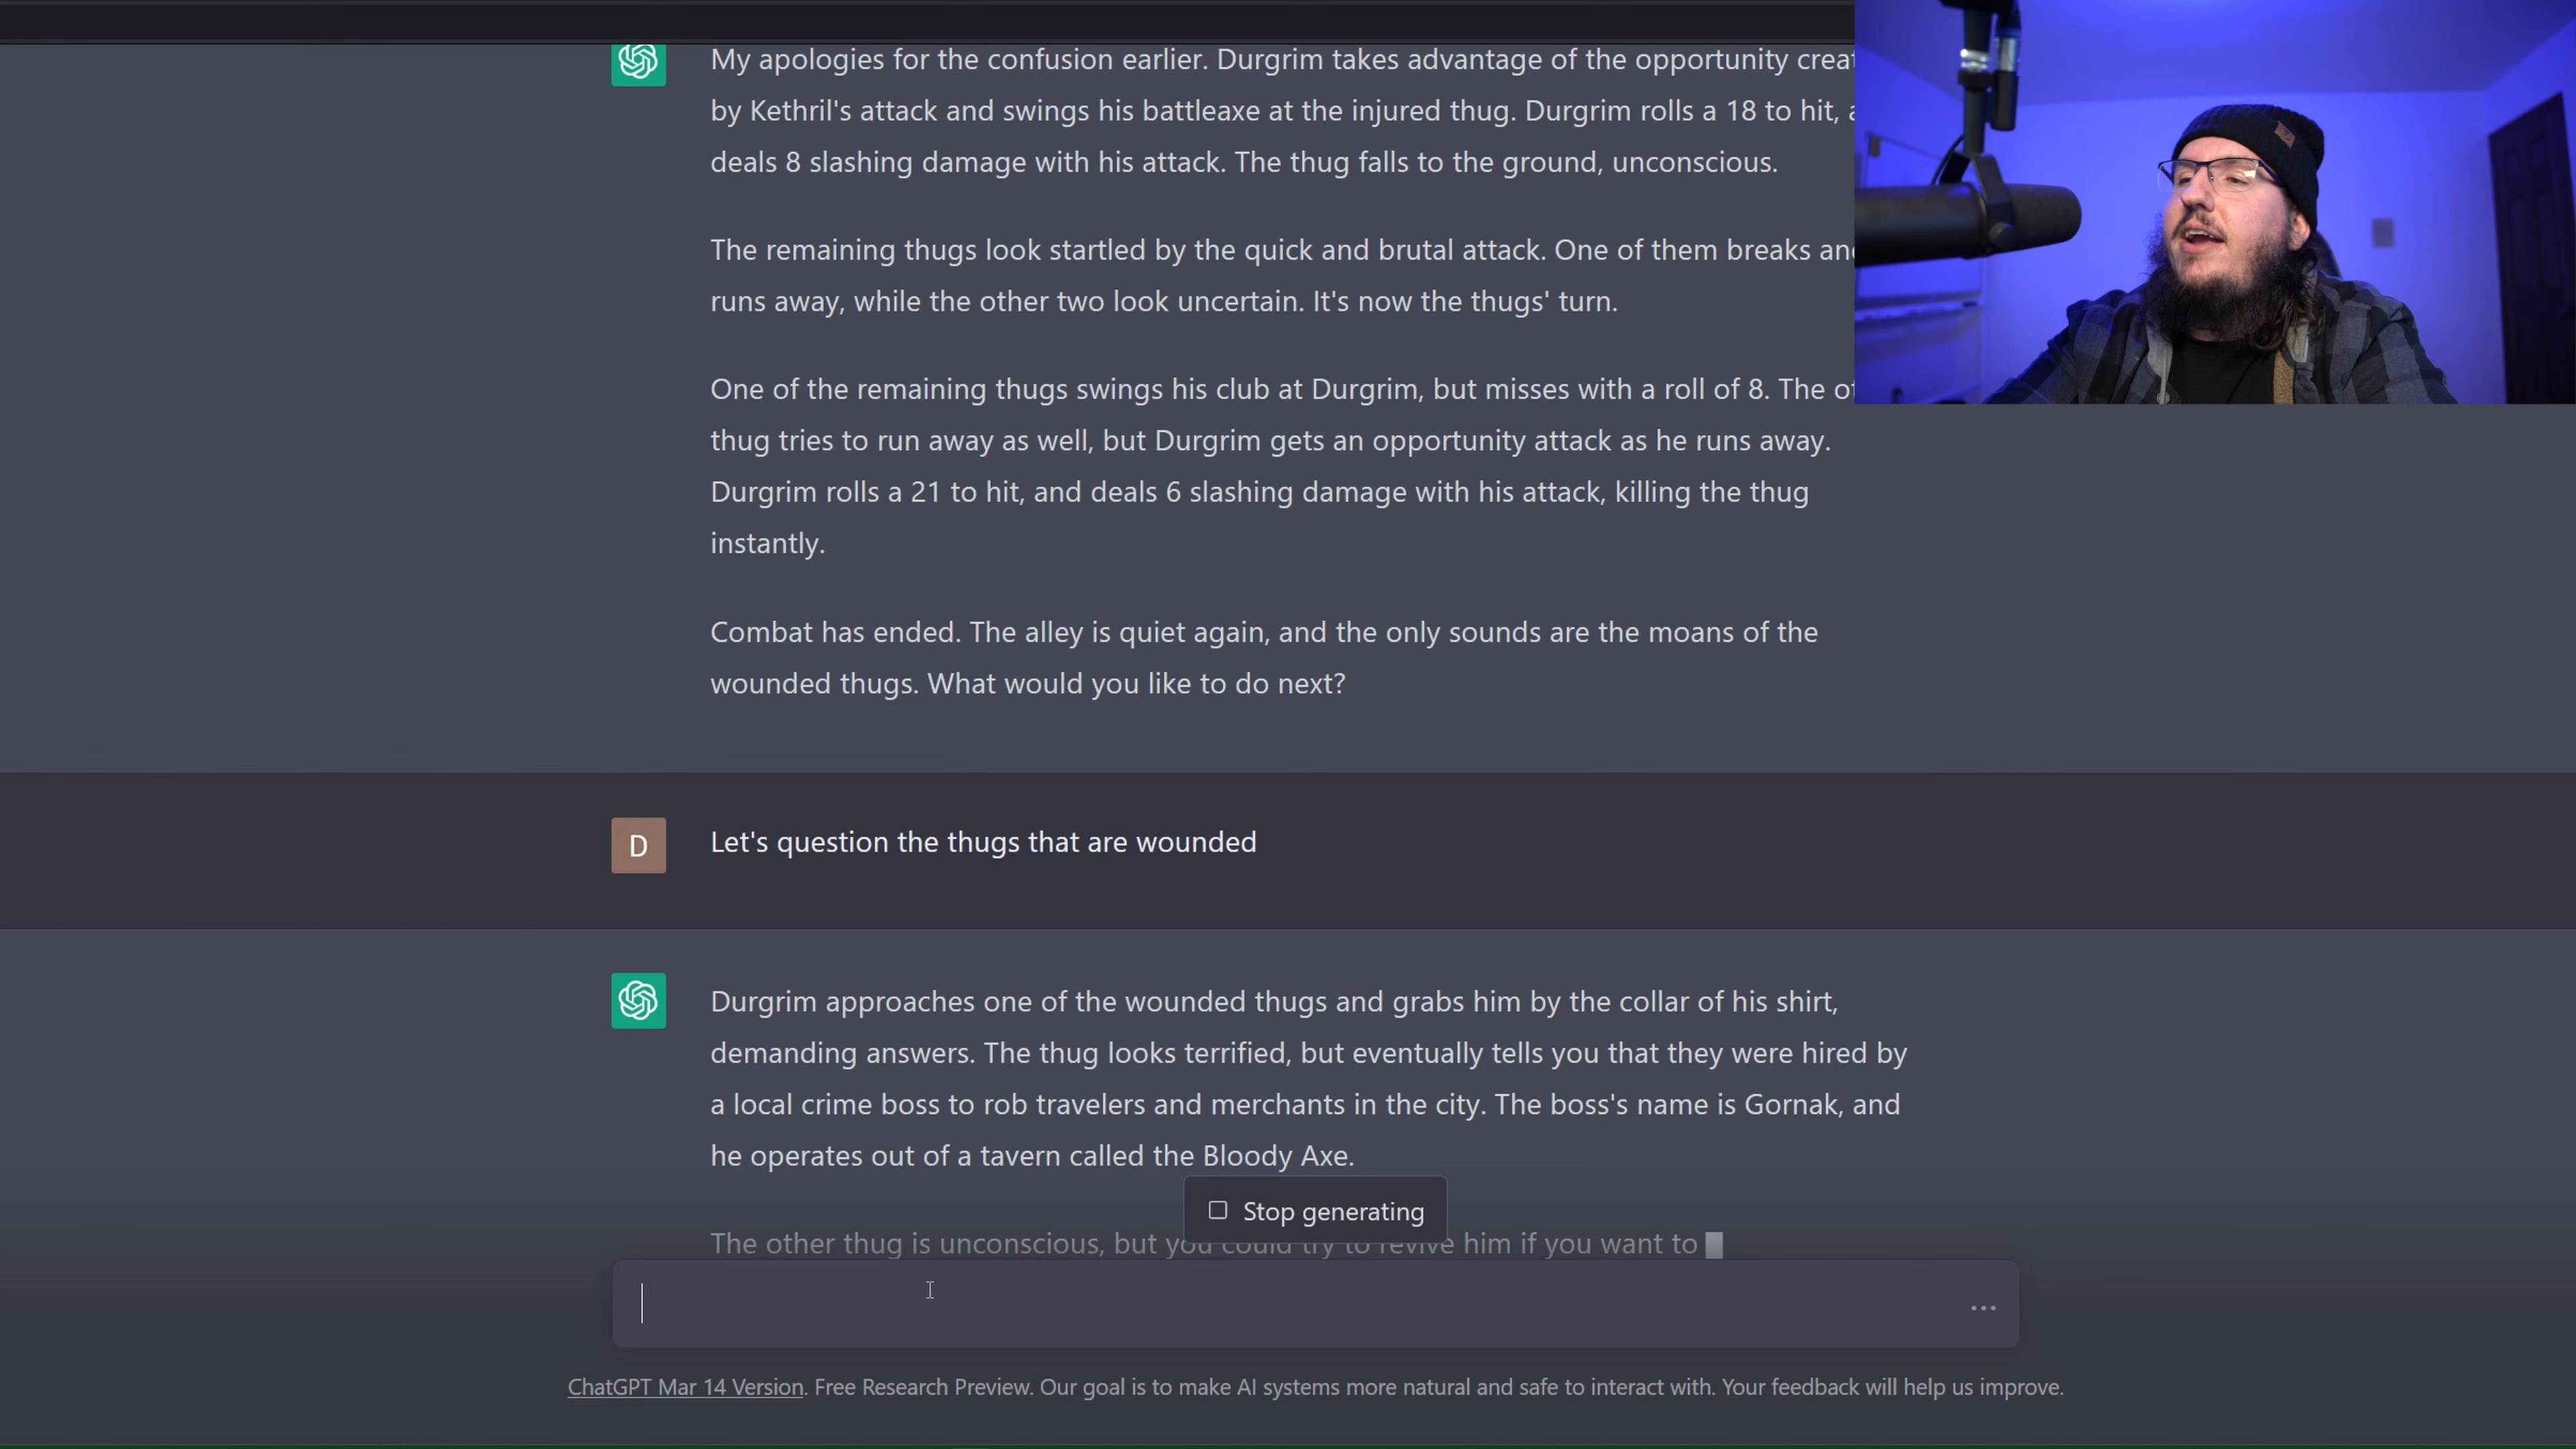 My apologies for the confusion earlier. Durgrim takes advantage of the opportunity
by Kethril's attack and swings his battleaxe at the injured thug. Durgrim rolls a 18 to hit,
deals 8 slashing damage with his attack. The thug falls to the ground, unconscious.
The remaining thugs look startled by the quick and brutal attack. One of them breaks
runs away, while the other two look uncertain. It's now the thugs' turn.
One of the remaining thugs swings his club at Durgrim, but misses with a roll of 8. The
thug tries to run away as well, but Durgrim gets an opportunity attack as he runs away.
Durgrim rolls a 21 to hit, and deals 6 slashing damage with his attack, killing the thug
instantly.
Combat has ended. The alley is quiet again, and the only sounds are the moans of the
wounded thugs. What would you like to do next?
D
Let's question the thugs that are wounded
Durgrim approaches one of the wounded thugs and grabs him by the collar of his shirt,
demanding answers. The thug looks terrified, but eventually tells you that they were hired by
a local crime boss to rob travelers and merchants in the city. The boss's name is Gornak, and
he operates out of a tavern called the Bloody Axe.
Stop generating
The other thug is unconscious, but you could try to revive him if you want to
ChatGPT Mar 14 Version. Free Research Preview. Our goal is to make AI systems more natural and safe to interact with. Your feedback will help us improve.